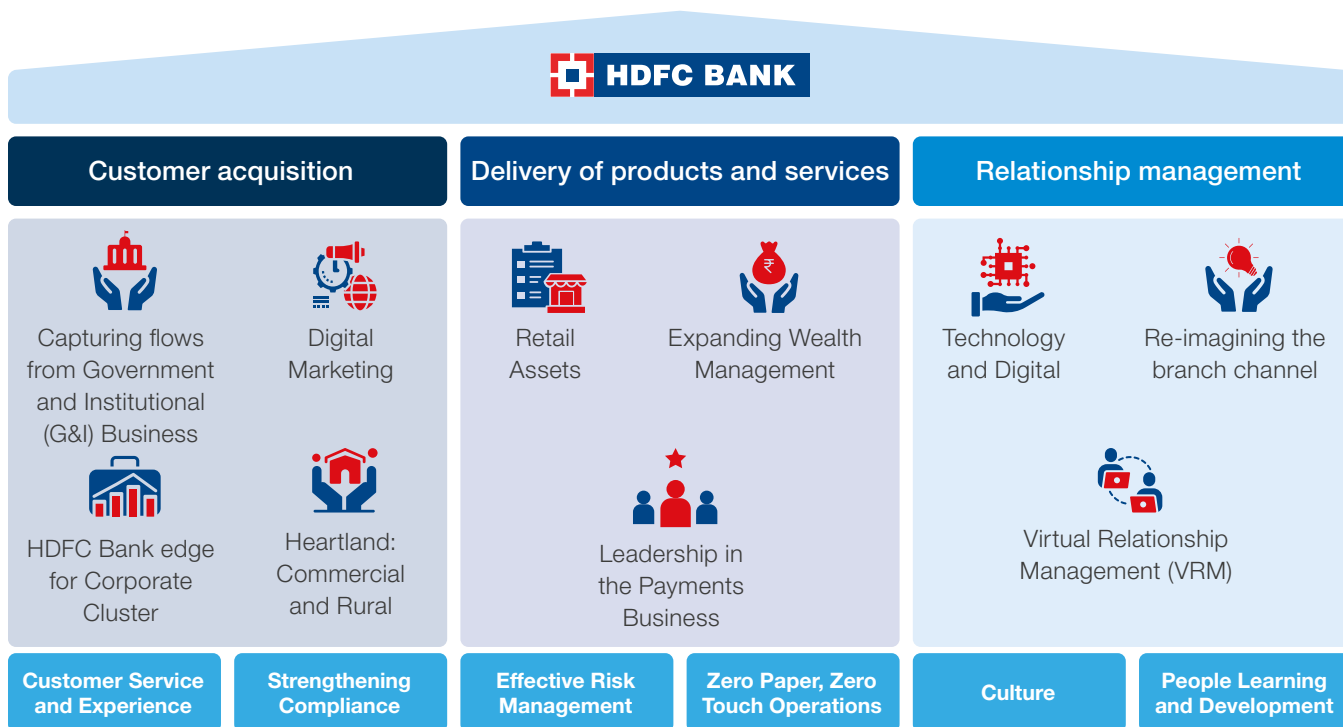 HDFC BANK
Customer acquisition
Delivery of products and services
Relationship management
Capturing flows
from Government
and Institutional
(G&I) Business
Digital
Marketing
HDFC Bank edge
for Corporate
Cluster
Heartland:
Commercial
and Rural
Retail
Assets
₹
Expanding Wealth
Management
Leadership in
the Payments
Business
Technology
and Digital
Re-imagining the
branch channel
Virtual Relationship
Management (VRM)
Customer Service
and Experience
Strengthening
Compliance
Effective Risk
Management
Zero Paper, Zero
Touch Operations
Culture
People Learning
and Development